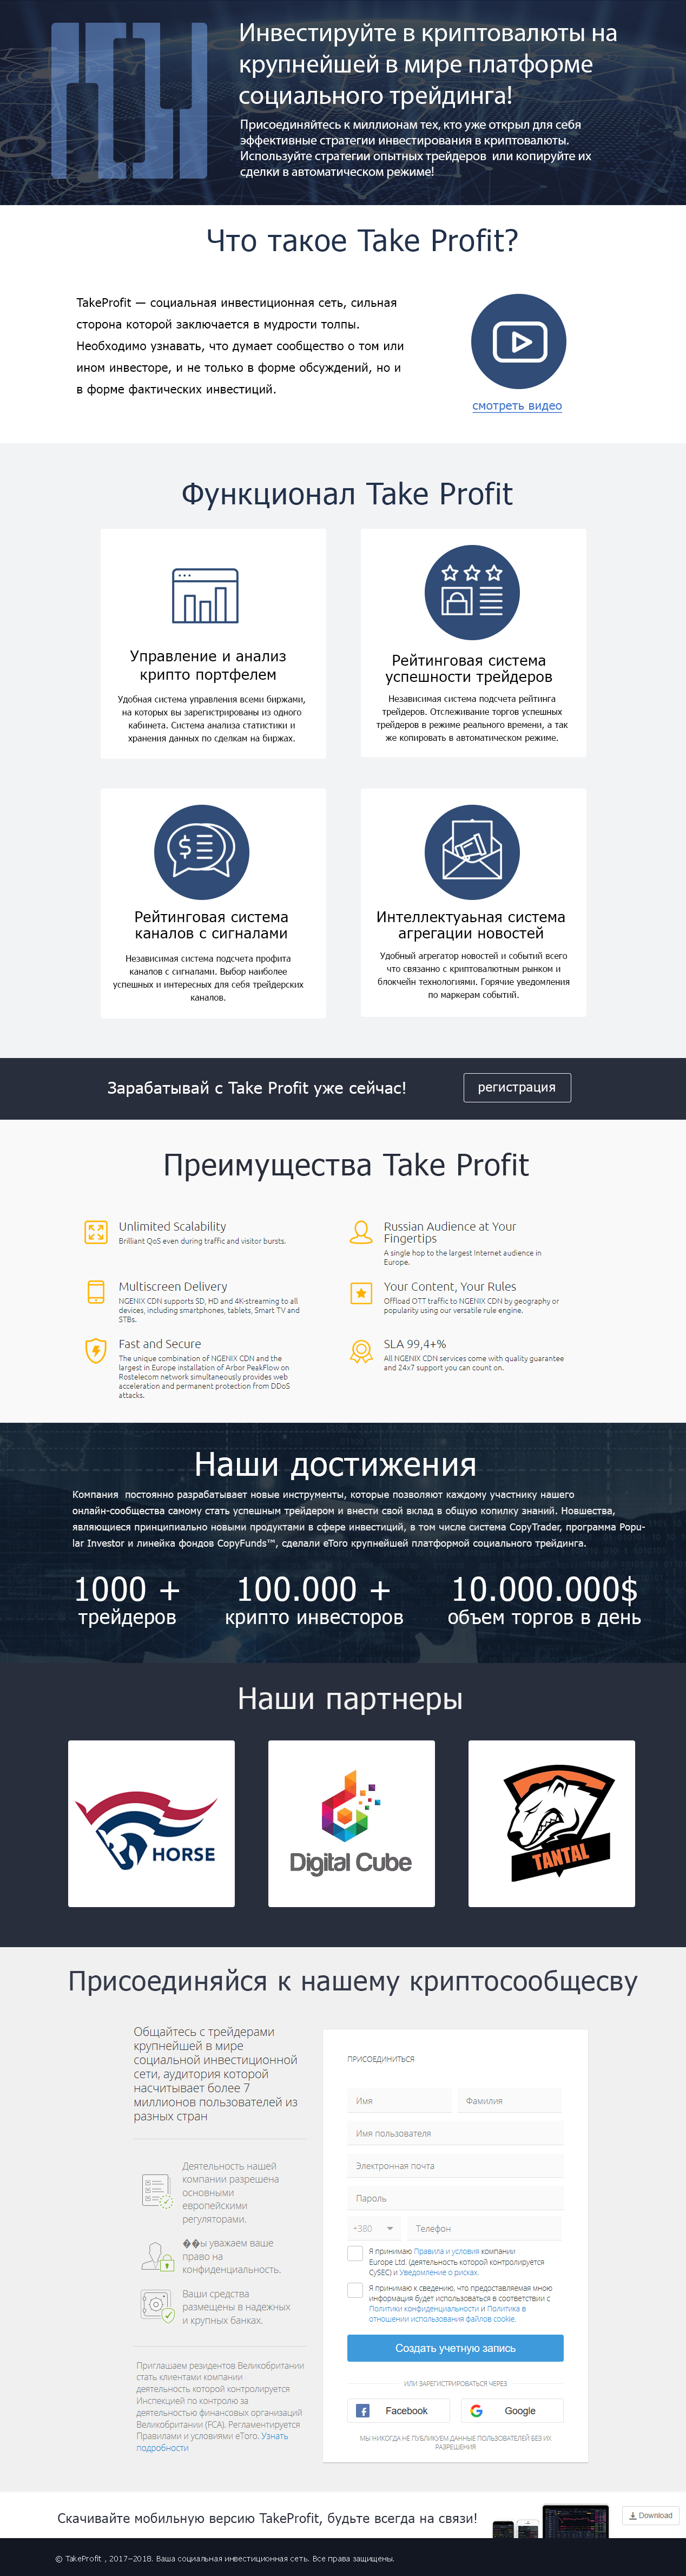 Инвестируйте в криптовалюты на
крупнейшей в мире платформе
социального трейдинга!
Присоединяйтесь к миллионам тех, кто уже открыл для себя
эффективные стратегии инвестирования в криптовалюты.
Используйте стратегии опытных трейдеров или копируйте их
сделки в автоматическом режиме!
Что такое Take Profit?
TakeProfit — социальная инвестиционная сеть, сильная
сторона которой заключается в мудрости толпы.
Необходимо узнавать, что думает сообщество о том или
ином инвесторе, и не только в форме обсуждений, но и
в форме фактических инвестиций.
смотреть видео
Функционал Take Profit
Управление и анализ
крипто портфелем
Удобная система управления всеми биржами,
на которых вы зарегистрированы из одного
кабинета. Система анализа статистики и
хранения данных по сделкам на биржах.
Рейтинговая система
успешности трейдеров
Независимая система подсчета рейтинга
трейдеров. Отслеживание торгов успешных
трейдеров в режиме реального времени, а так
же копировать в автоматическом режиме.
Рейтинговая система
каналов с сигналами
Независимая система подсчета профита
каналов с сигналами. Выбор наиболее
успешных и интересных для себя трейдерских
каналов.
Интеллектуаьная система
агрегации новостей
Удобный агрегатор новостей и событий всего
что связанно с криптовалютным рынком и
блокчейн технологиями. Горячие уведомления
по маркерам событий.
Зарабатывай с Take Profit уже сейчас!
регистрация
Преимущества Take Profit
Unlimited Scalability
Brilliant QoS even during traffic and visitor bursts.
Russian Audience at Your
Fingertips
A single hop to the largest Internet audience in
Europe.
Multiscreen Delivery
NGENIX CDN supports SD, HD and 4K-streaming to all
devices, including smartphones, tablets, Smart TV and
STBs.
Your Content, Your Rules
Offload OTT traffic to NGENIX CDN by geography or
popularity using our versatile rule engine.
Fast and Secure
The unique combination of NGENIX CDN and the
largest in Europe installation of Arbor PeakFlow on
Rostelecom network simultaneously provides web
acceleration and permanent protection from DDoS
attacks.
SLA 99,4+%
All NGENIX CDN services come with quality guarantee
and 24x7 support you can count on.
Наши достижения
Компания постоянно разрабатывает новые инструменты, которые позволяют каждому участнику нашего
онлайн-сообщества самому стать успешным трейдером и внести свой вклад в общую копилку знаний. Новшества,
являющиеся принципиально новыми продуктами в сфере инвестиций, в том числе система CopyTrader, программа Popu-
lar Investor и линейка фондов CopyFunds™, сделали eToro крупнейшей платформой социального трейдинга.
1000 +
трейдеров
100.000 +
крипто инвесторов
10.000.000$
объем торгов в день
Наши партнеры
HORSE
Digital Cube
TANTAL
Присоединяйся к нашему криптосообщесву
Общайтесь с трейдерами
крупнейшей в мире
социальной инвестиционной
сети, аудитория которой
насчитывает более 7
миллионов пользователей из
разных стран
Деятельность нашей
компании разрешена
основными
европейскими
регуляторами.
��ы уважаем ваше
право на
конфиденциальность.
Ваши средства
размещены в надежных
и крупных банках.
Приглашаем резидентов Великобритании
стать клиентами компании
деятельность которой контролируется
Инспекцией по контролю за
деятельностью финансовых организаций
Великобритании (FCA). Регламентируется
Правилами и условиями eToro. Узнать
подробности
ПРИСОЕДИНИТЬСЯ
Имя
Фамилия
Имя пользователя
Электронная почта
Пароль
+380
Телефон
Я принимаю Правила и условия компании
Europe Ltd. (деятельность которой контролируется
CySEC) и Уведомление о рисках.
Я принимаю к сведению, что предоставляемая мною
информация будет использоваться в соответствии с
Политики конфиденциальности и Политика в
отношении использования файлов cookie.
Создать учетную запись
ИЛИ ЗАРЕГИСТРИРОВАТЬСЯ ЧЕРЕЗ
Facebook
Google
МЫ НИКОГДА НЕ ПУБЛИКУЕМ ДАННЫЕ ПОЛЬЗОВАТЕЛЕЙ БЕЗ ИХ
РАЗРЕШЕНИЯ
Скачивайте мобильную версию TakeProfit, будьте всегда на связи!
Download
© TakeProfit , 2017–2018. Ваша социальная инвестиционная сеть. Все права защищены.